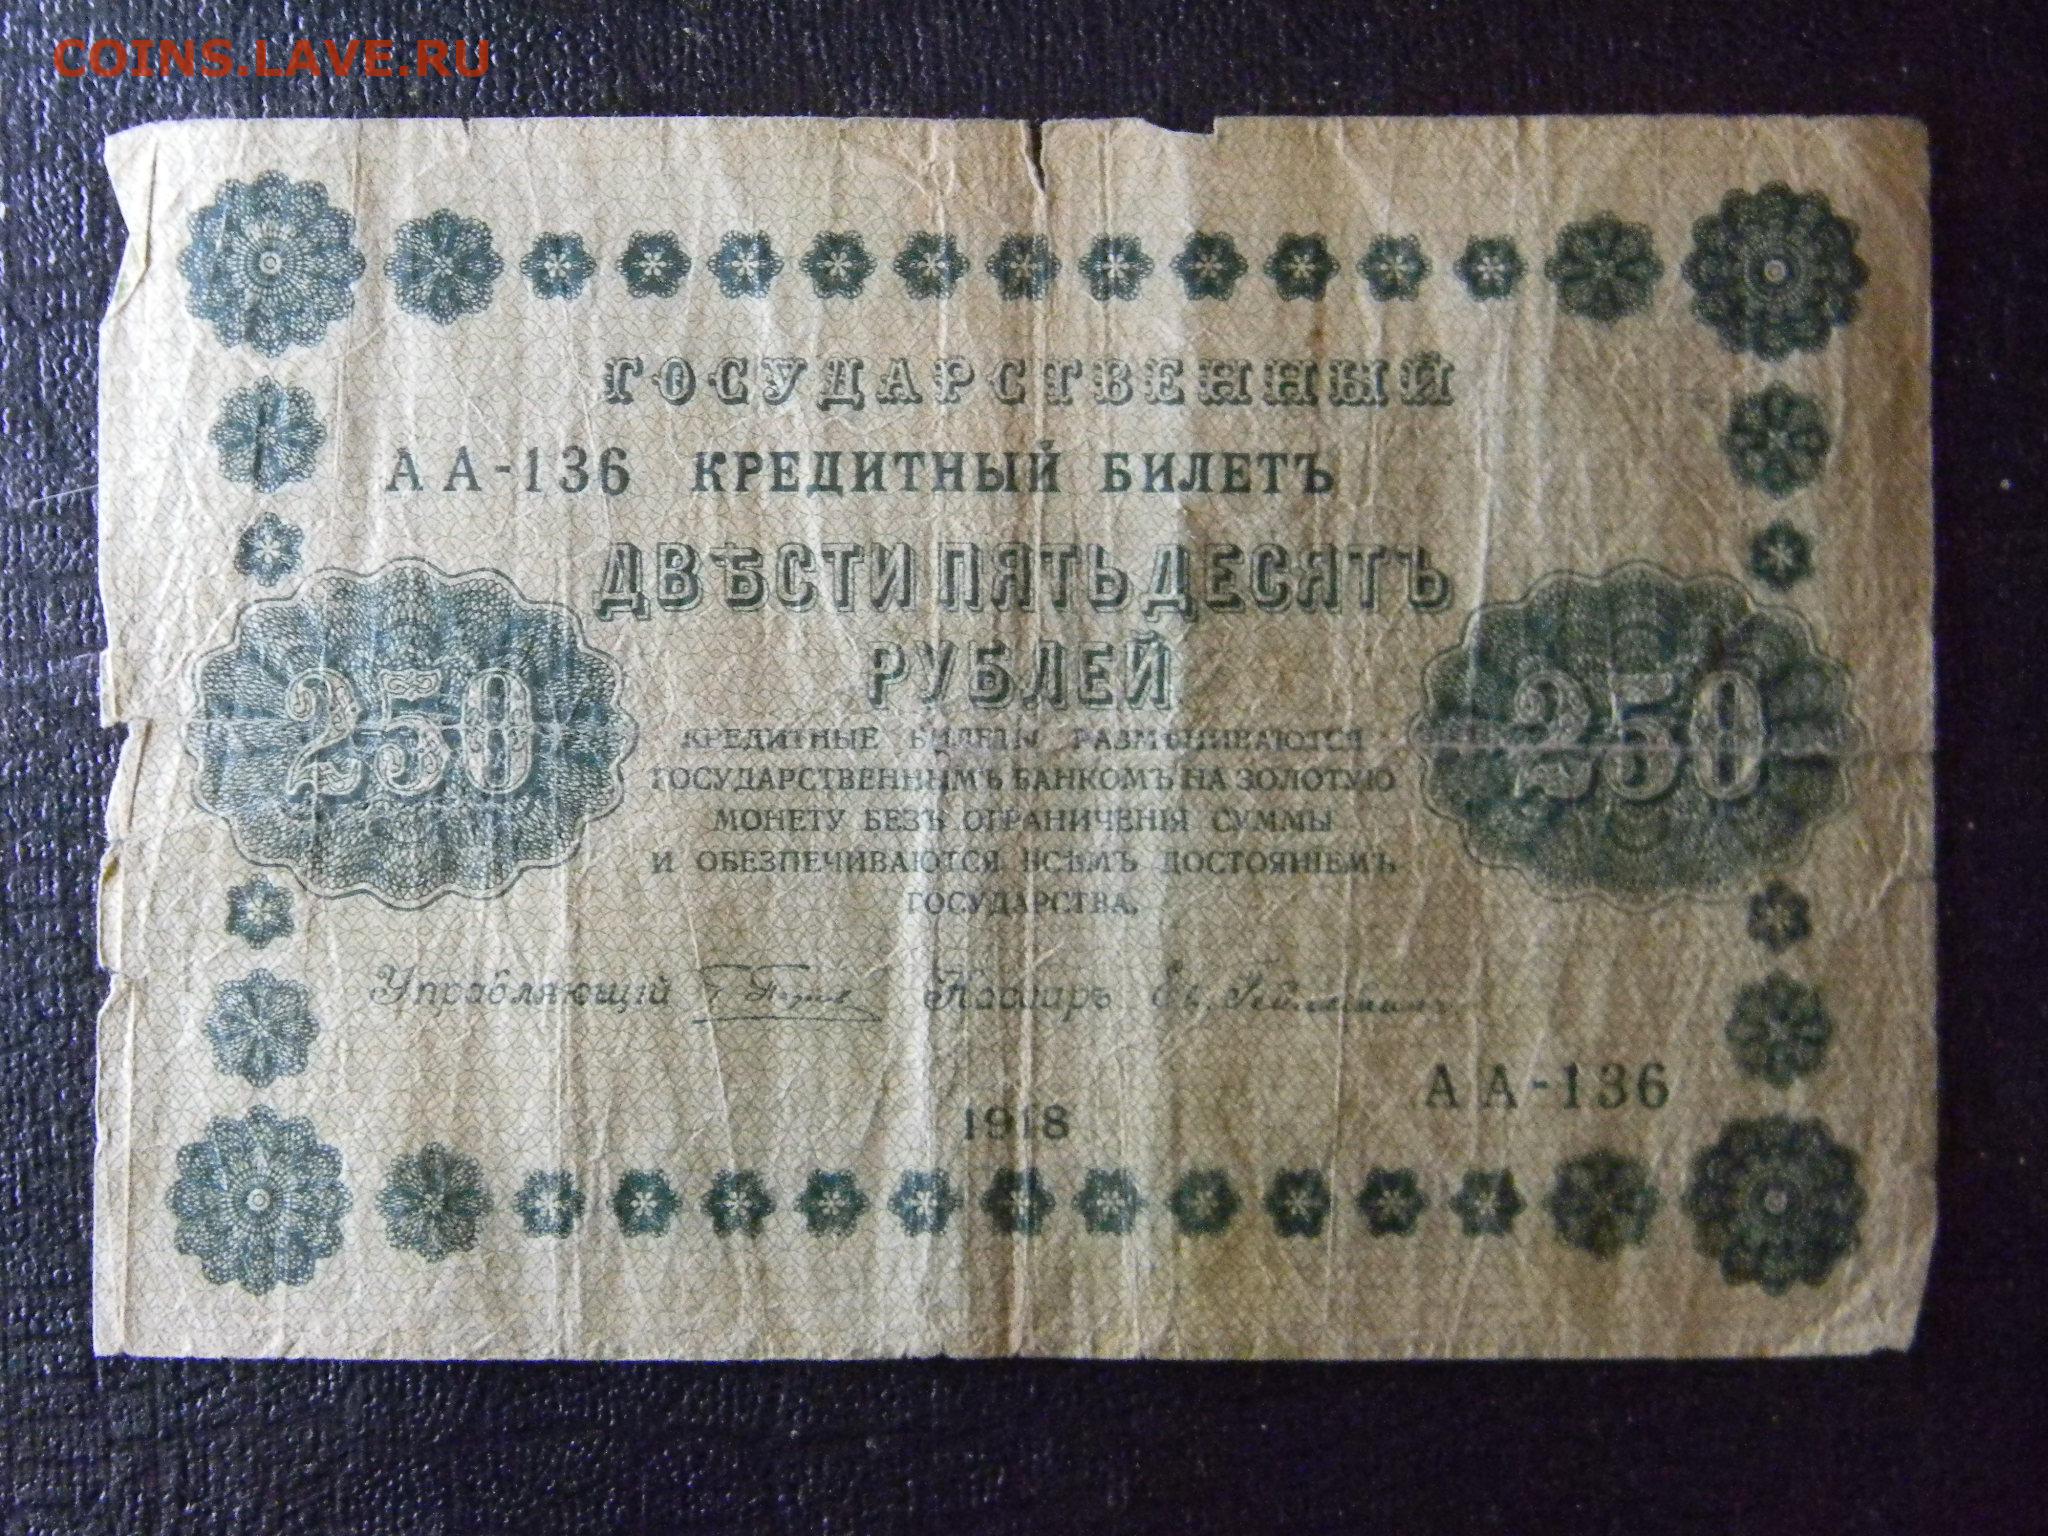 COINS.LAVE.RU
ГОСУДАРСТВЕННЫЙ
АА-136 КРЕДИТНЫЙ БИЛЕТЪ
ДВѢСТИ ПЯТЬДЕСЯТЪ
РУБЛЕЙ
250
250
КРЕДИТНЫЕ БИЛЕТЫ РАЗМѢНИВАЮТСЯ
ГОСУДАРСТВЕННЫМЪ БАНКОМЪ НА ЗОЛОТУЮ
МОНЕТУ БЕЗЪ ОГРАНИЧЕНІЯ СУММЫ
И ОБЕЗПЕЧИВАЮТСЯ ВСѢМЪ ДОСТОЯНІЕМЪ
ГОСУДАРСТВА.
Управляющій Кассиръ
АА-136
1918